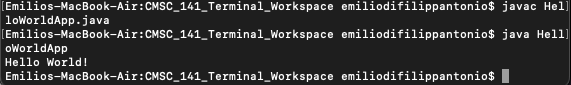 [Emilios-MacBook-Air:CMSC_141_Terminal_Workspace emiliodifilippantonio$ javac Hel
loWorldApp.java
[Emilios-MacBook-Air:CMSC_141_Terminal_Workspace emiliodifilippantonio$ java Hell
oWorldApp
Hello World!
Emilios-MacBook-Air:CMSC_141_Terminal_Workspace emiliodifilippantonio$